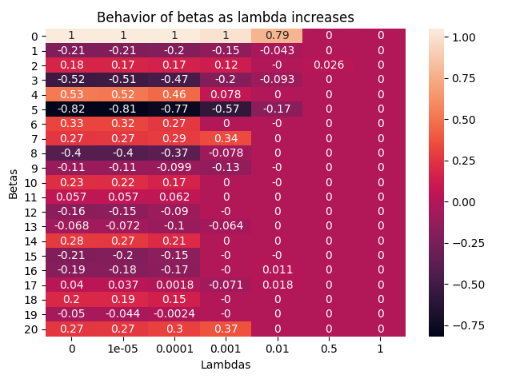 Behavior of betas as lambda increases
0 1 1 1 1 0.79 0 0
1 -0.21 -0.21 -0.2 -0.15 -0.043 0 0
2 0.18 0.17 0.17 0.12 -0 0.026 0
3 -0.52 -0.51 -0.47 -0.2 -0.093 0 0
4 0.53 0.52 0.46 0.078 0 0 0
5 -0.82 -0.81 -0.77 -0.57 -0.17 0 0
6 0.33 0.32 0.27 0 -0 0 0
7 0.27 0.27 0.29 0.34 0 0 0
8 -0.4 -0.4 -0.37 -0.078 0 0 0
9 -0.11 -0.11 -0.099 -0.13 -0 0 0
10 0.23 0.22 0.17 0 -0 0 0
11 0.057 0.057 0.062 0 0 0 0
12 -0.16 -0.15 -0.09 -0 0 0 0
13 -0.068 -0.072 -0.1 -0.064 0 0 0
14 0.28 0.27 0.21 0 0 0 0
15 -0.21 -0.2 -0.15 -0 -0 0 0
16 -0.19 -0.18 -0.17 -0 0.011 0 0
17 0.04 0.037 0.0018 -0.071 0.018 0 0
18 0.2 0.19 0.15 -0 0 0 0
19 -0.05 -0.044 -0.0024 -0 0 0 0
20 0.27 0.27 0.3 0.37 0 0 0
0 1e-05 0.0001 0.001 0.01 0.5 1
Lambdas
Betas
1.00
0.75
0.50
0.25
0.00
−0.25
−0.50
−0.75